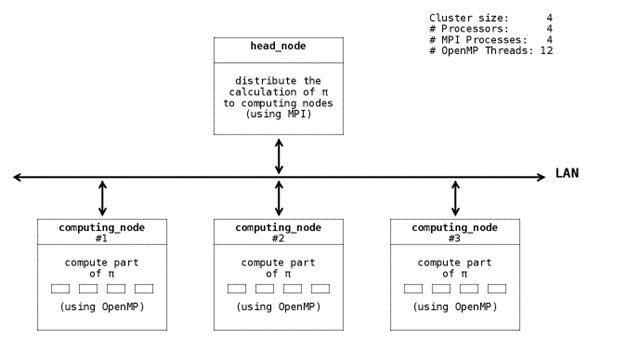 Cluster size: 4
# Processors: 4
# MPI Processes: 4
# OpenMP Threads: 12
head_node
distribute the
calculation of π
to computing nodes
(using MPI)
LAN
computing_node
#1
compute part
of π
(using OpenMP)
computing_node
#2
compute part
of π
(using OpenMP)
computing_node
#3
compute part
of π
(using OpenMP)